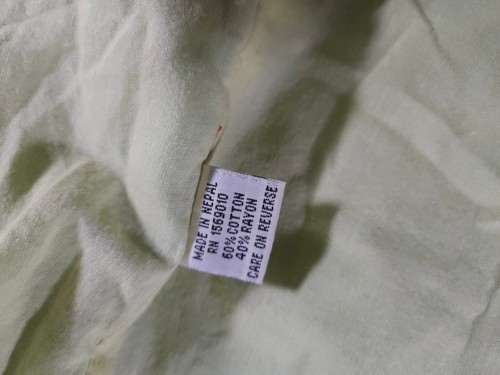 MADE IN NEPAL
RN 1569010
60% COTTON
40% RAYON
CARE ON REVERSE